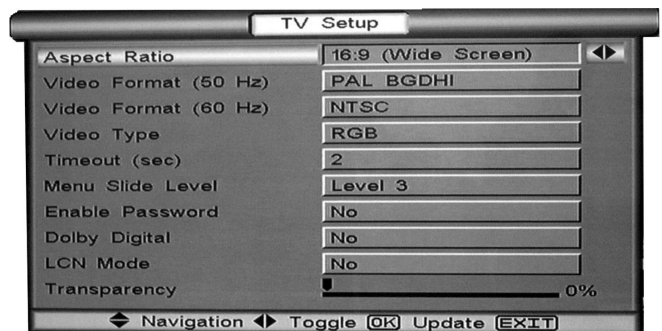 TV Setup
Aspect Ratio 16:9 (Wide Screen)
Video Format (50 Hz) PAL BGDHI
Video Format (60 Hz) NTSC
Video Type RGB
Timeout (sec) 2
Menu Slide Level Level 3
Enable Password No
Dolby Digital No
LCN Mode No
Transparency 0%
Navigation Toggle OK Update EXIT